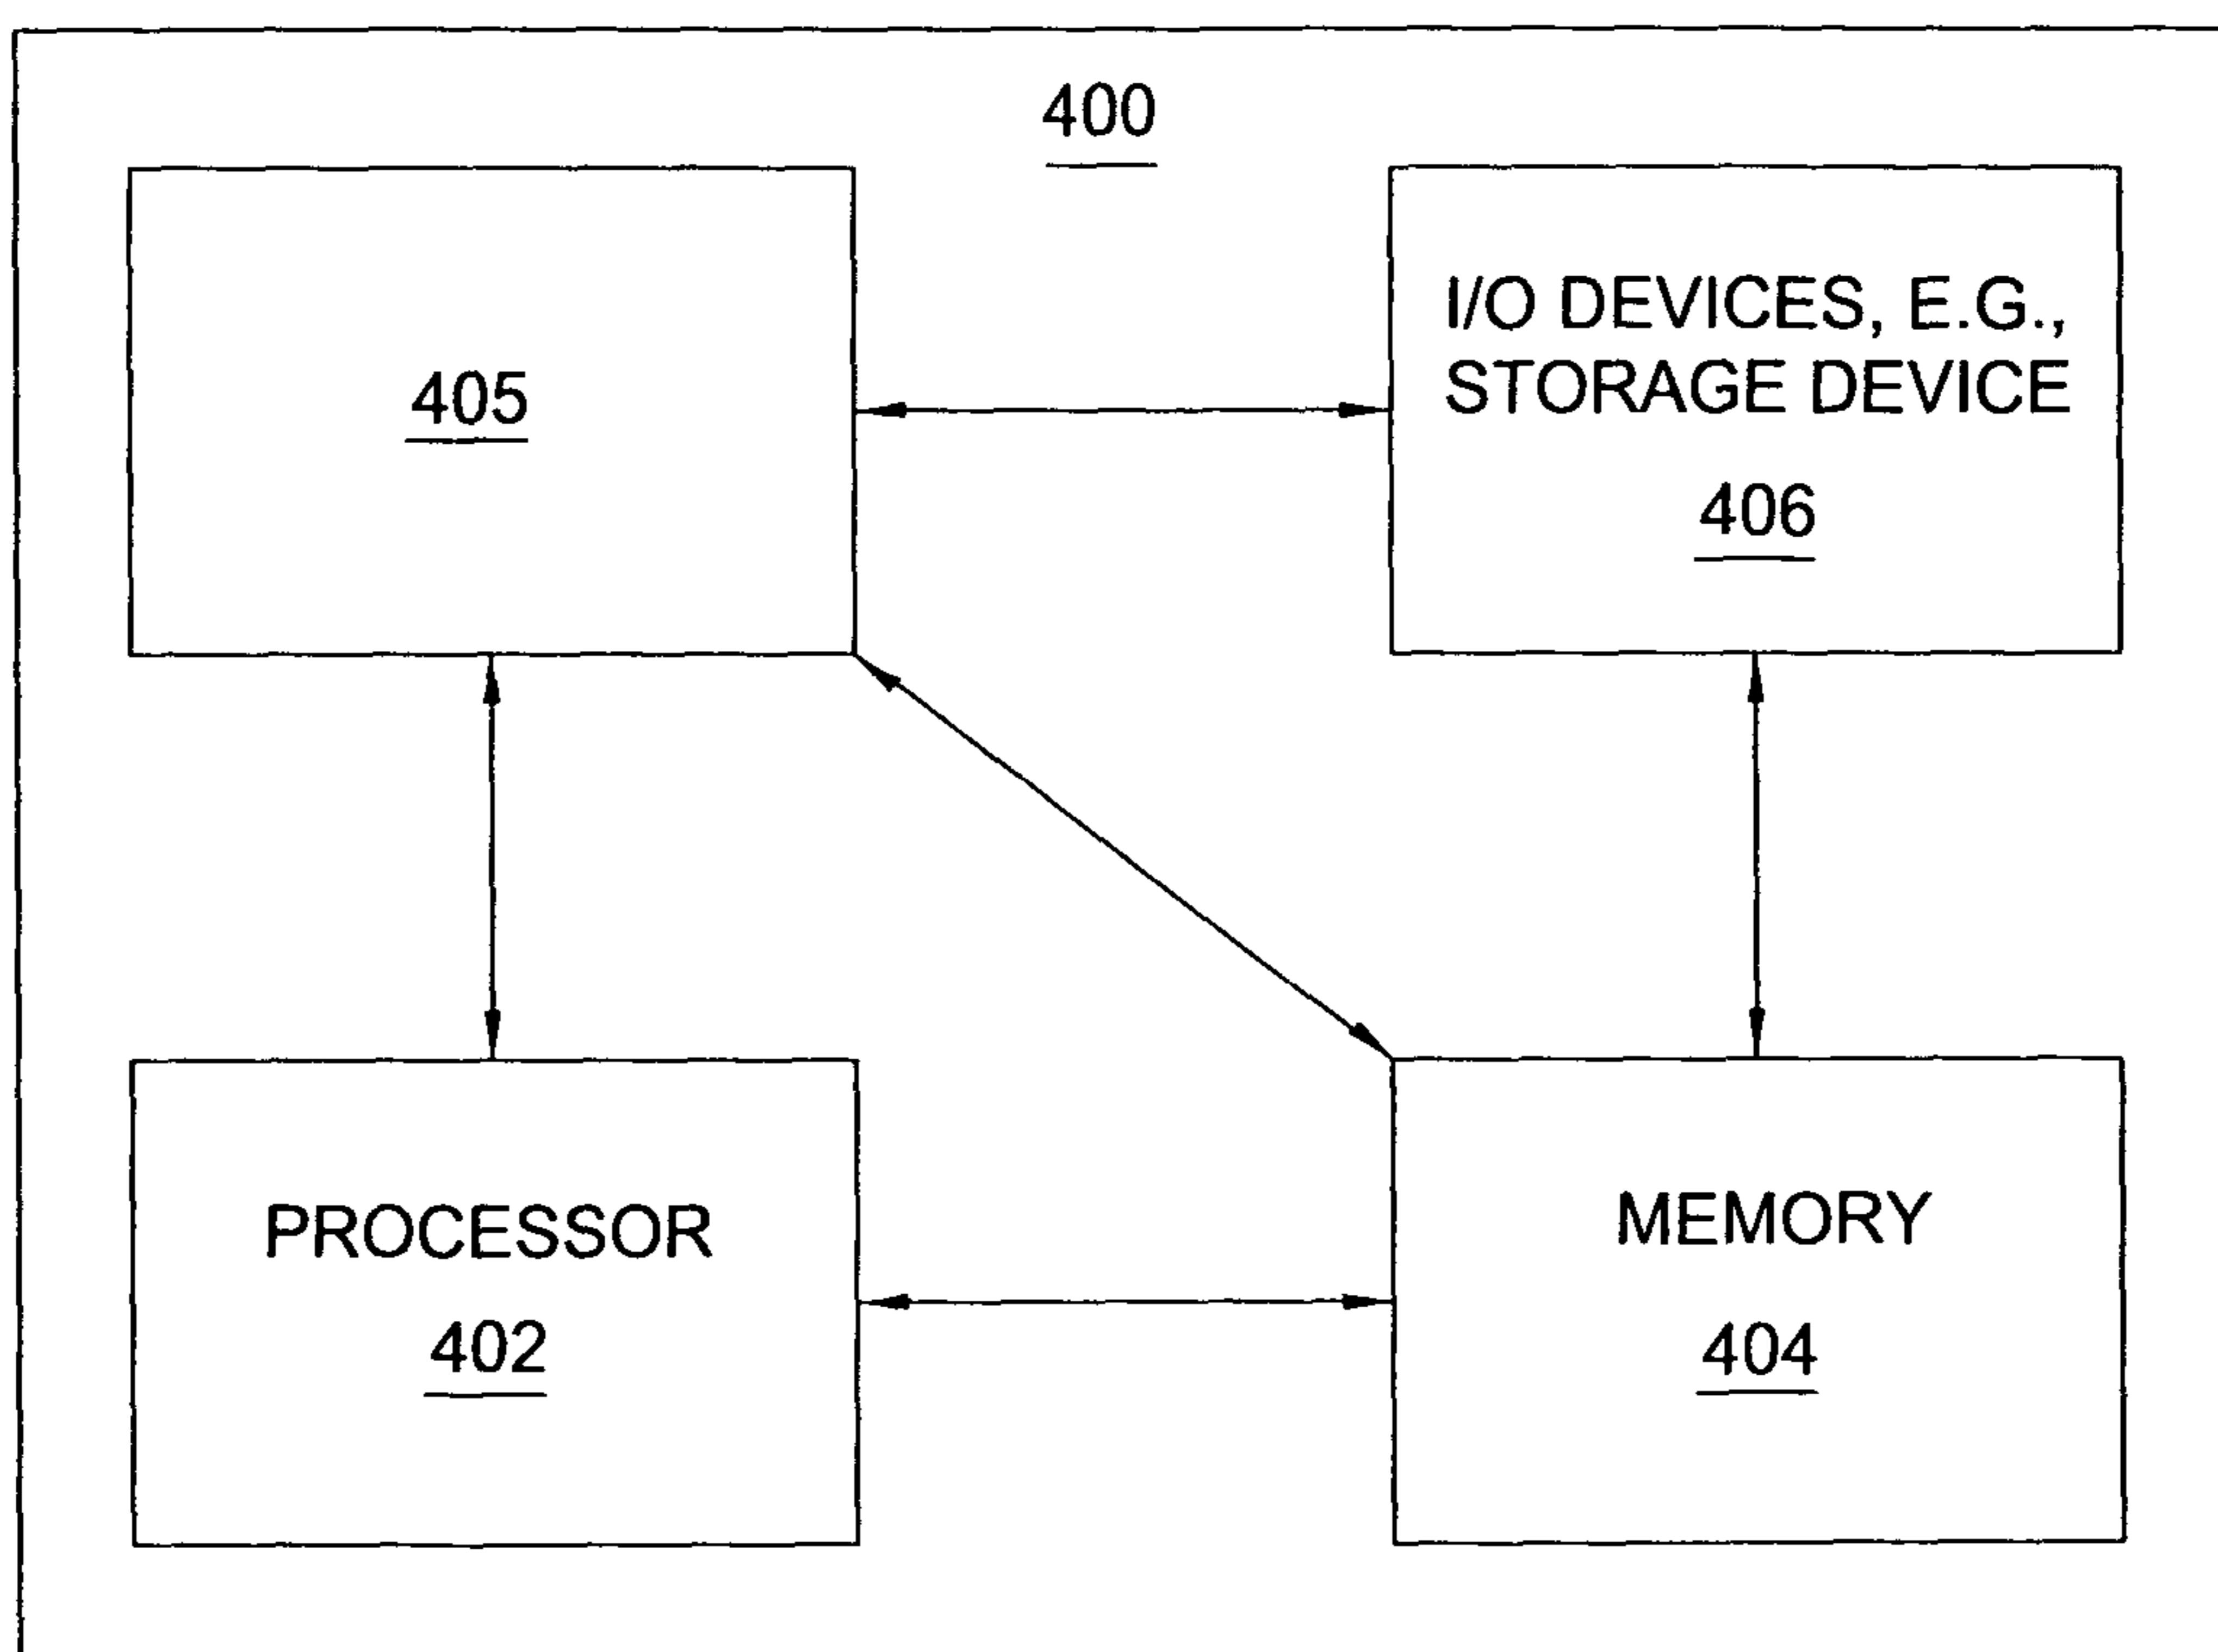 400
405
I/O DEVICES, E.G.,
STORAGE DEVICE
406
PROCESSOR
402
MEMORY
404